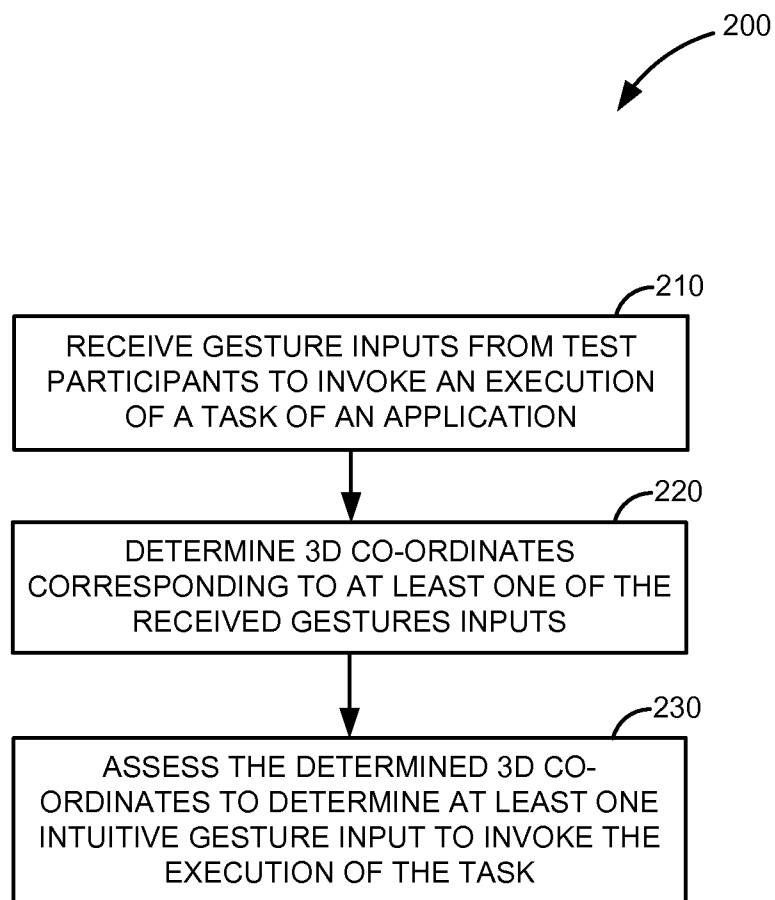 200
210
RECEIVE GESTURE INPUTS FROM TEST
PARTICIPANTS TO INVOKE AN EXECUTION
OF A TASK OF AN APPLICATION
220
DETERMINE 3D CO-ORDINATES
CORRESPONDING TO AT LEAST ONE OF THE
RECEIVED GESTURES INPUTS
230
ASSESS THE DETERMINED 3D CO-
ORDINATES TO DETERMINE AT LEAST ONE
INTUITIVE GESTURE INPUT TO INVOKE THE
EXECUTION OF THE TASK